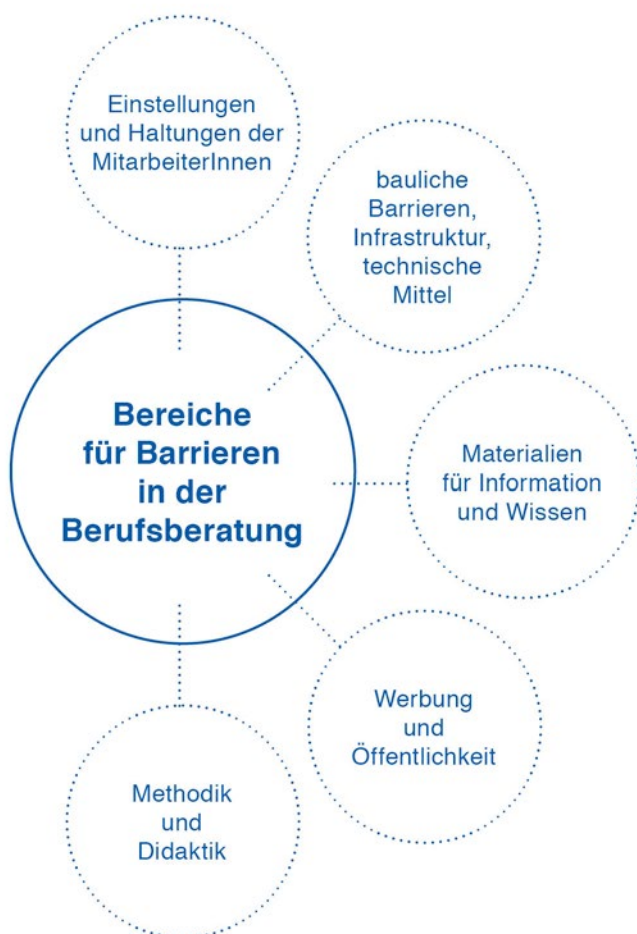 Einstellungen
und Haltungen der
MitarbeiterInnen
bauliche
Barrieren,
Infrastruktur,
technische
Mittel
Bereiche
für Barrieren
in der
Berufsberatung
Materialien
für Information
und Wissen
Werbung
und
Öffentlichkeit
Methodik
und
Didaktik